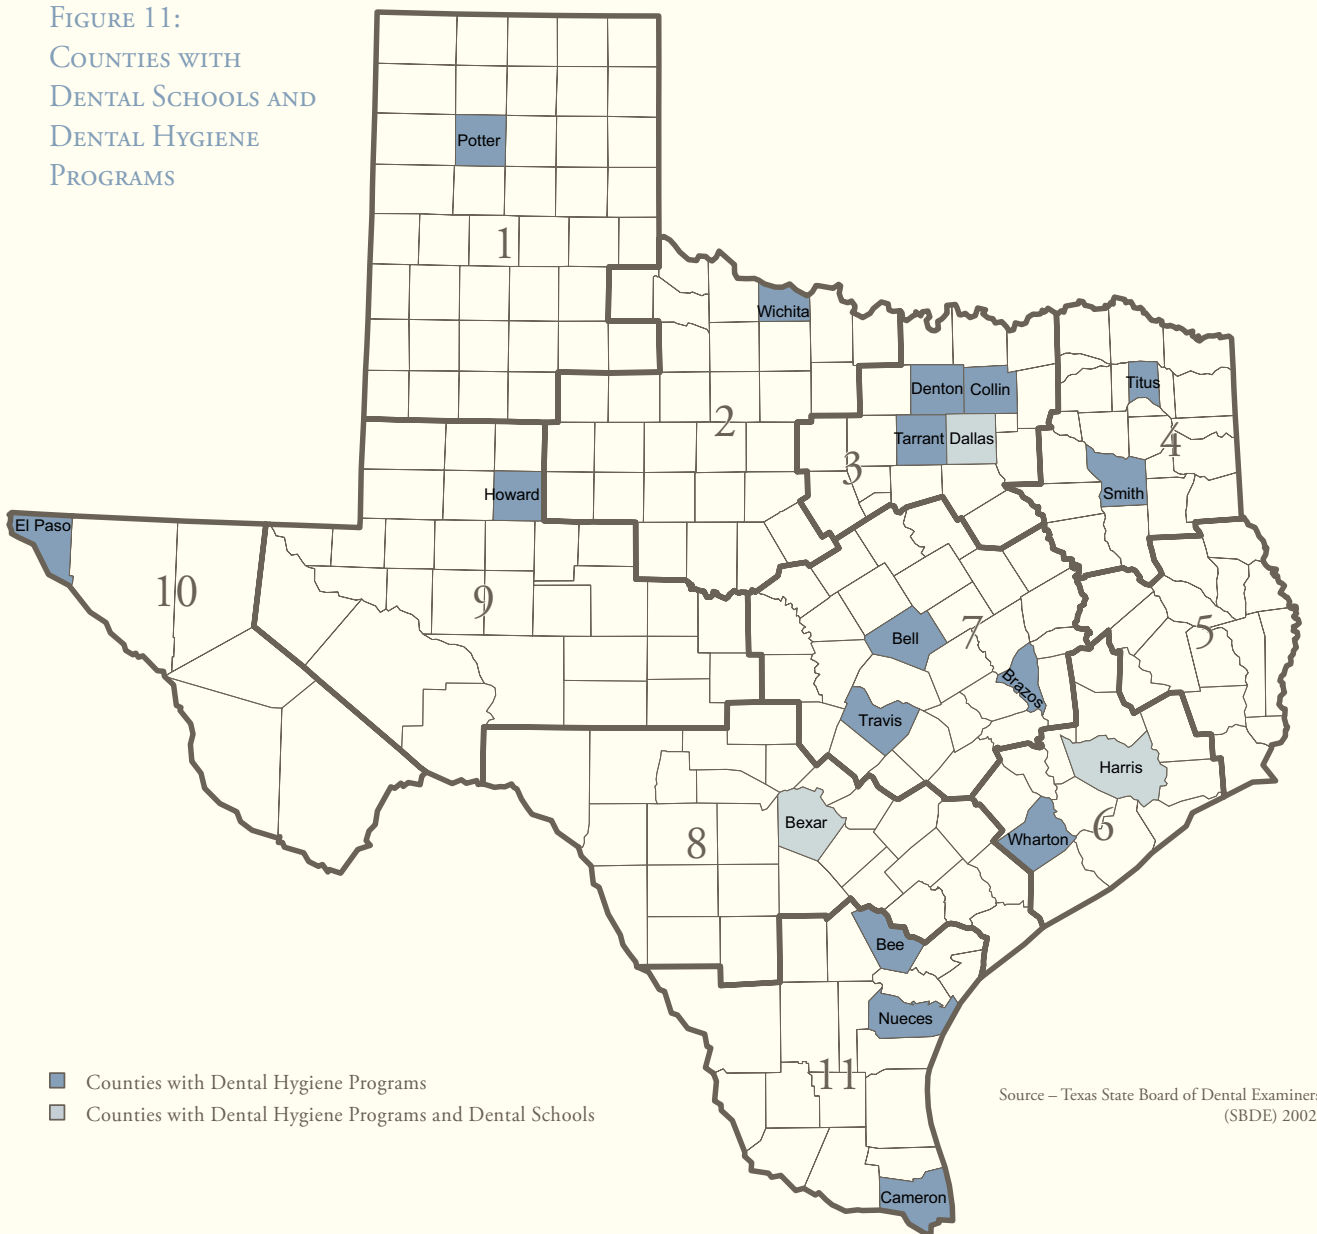 FIGURE 11:
COUNTIES WITH
DENTAL SCHOOLS AND
DENTAL HYGIENE
PROGRAMS
Potter
1
Wichita
Denton Collin
Titus
2
Tarrant Dallas
4
3
Howard
Smith
El Paso
10
9
Bell
7
5
Brazos
Travis
Harris
Bexar
6
8
Wharton
Bee
Nueces
11
Counties with Dental Hygiene Programs
Counties with Dental Hygiene Programs and Dental Schools
Source – Texas State Board of Dental Examiners
(SBDE) 2002
Cameron